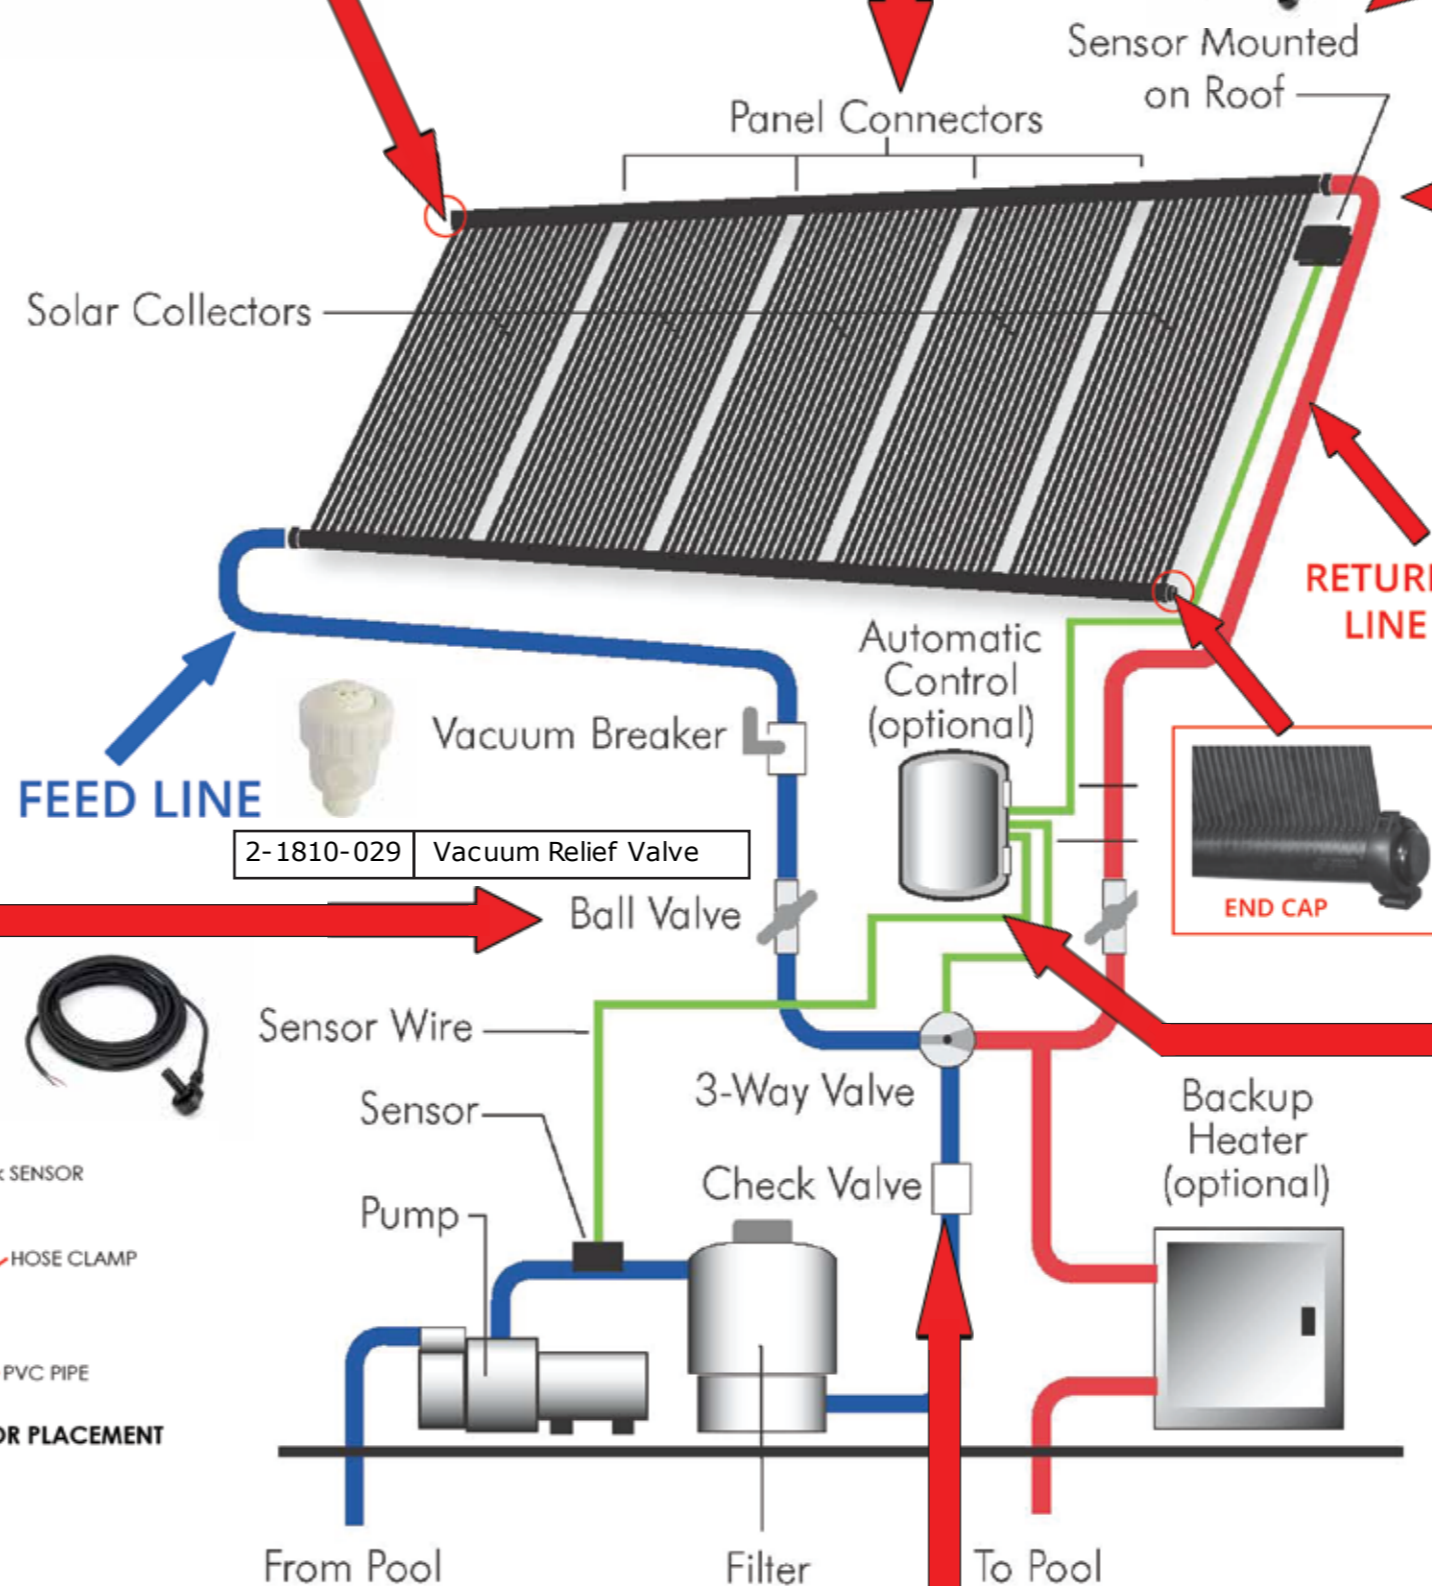 Sensor Mounted
on Roof
Panel Connectors
Solar Collectors
RETUR
LINE
Automatic
Control
(optional)
Vacuum Breaker
FEED LINE
2-1810-029 Vacuum Relief Valve
Ball Valve
END CAP
Sensor Wire
3-Way Valve
Sensor
Backup
Heater
(optional)
Check Valve
SENSOR
Pump
HOSE CLAMP
PVC PIPE
OR PLACEMENT
From Pool
Filter
To Pool